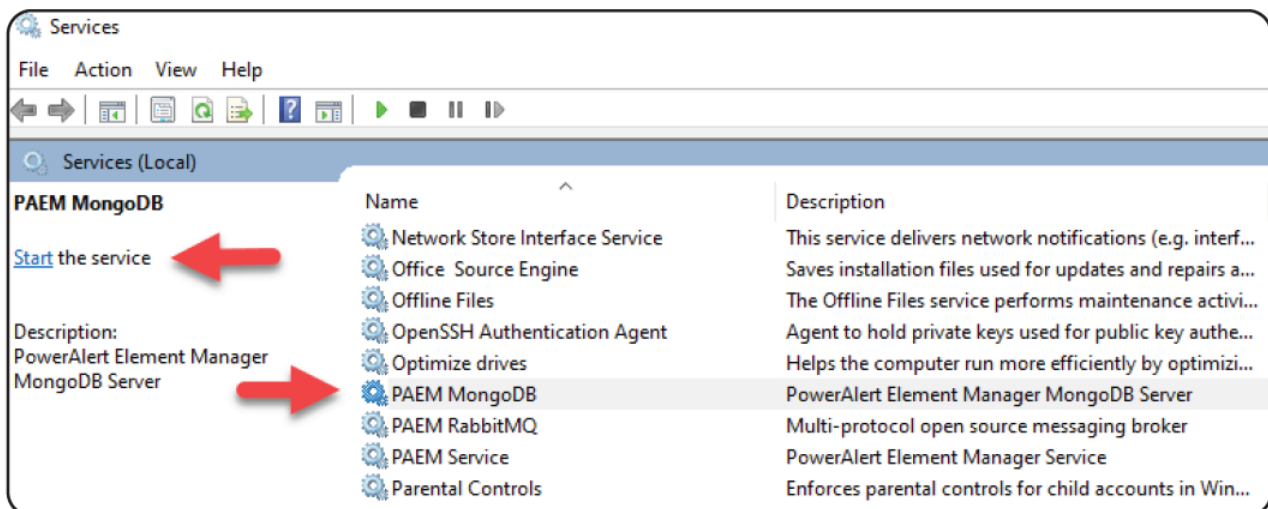 Services
File Action View Help
Services (Local)
PAEM MongoDB
Start the service
Description:
PowerAlert Element Manager
MongoDB Server
Name Description
Network Store Interface Service This service delivers network notifications (e.g. interf...
Office  Source Engine Saves installation files used for updates and repairs a...
Offline Files The Offline Files service performs maintenance activi...
OpenSSH Authentication Agent Agent to hold private keys used for public key authe...
Optimize drives Helps the computer run more efficiently by optimizi...
PAEM MongoDB PowerAlert Element Manager MongoDB Server
PAEM RabbitMQ Multi-protocol open source messaging broker
PAEM Service PowerAlert Element Manager Service
Parental Controls Enforces parental controls for child accounts in Win...